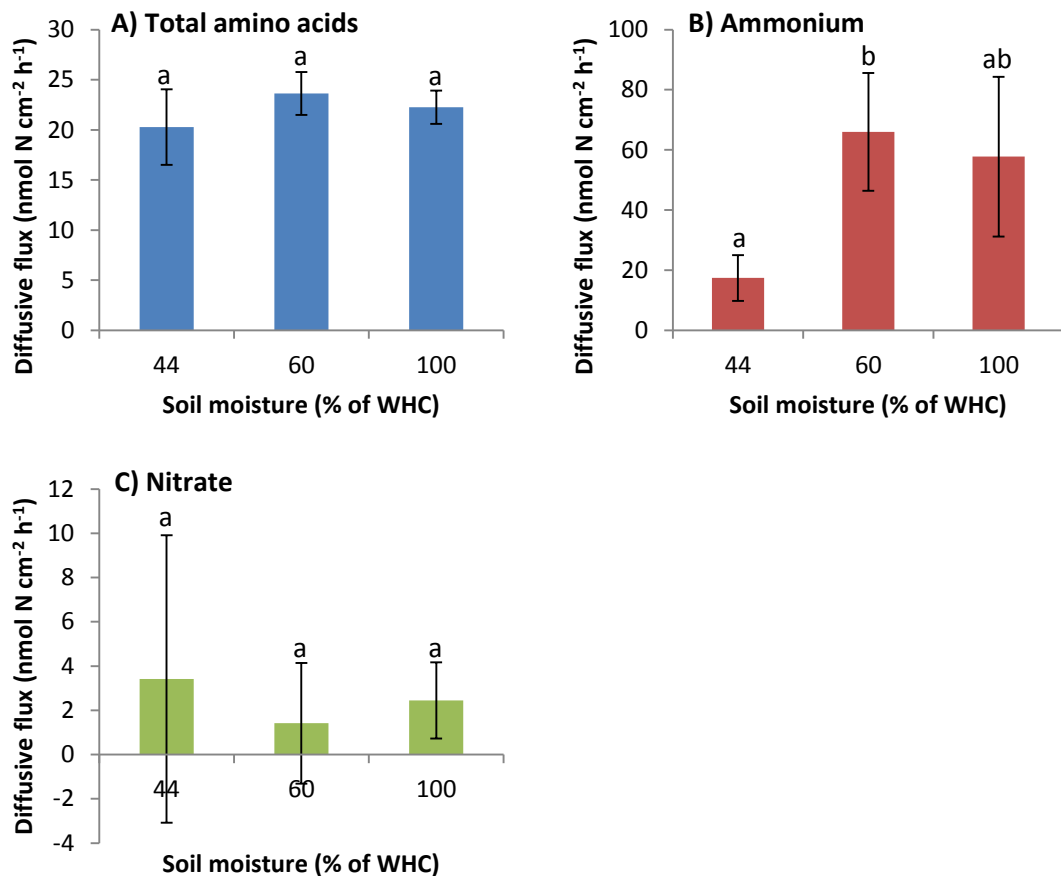 A) Total amino acids
Diffusive flux (nmol N cm⁻² h⁻¹)
30
25
20
15
10
5
0
a
a
a
44
60
100
Soil moisture (% of WHC)
B) Ammonium
Diffusive flux (nmol N cm⁻² h⁻¹)
100
80
60
40
20
0
a
b
ab
44
60
100
Soil moisture (% of WHC)
C) Nitrate
Diffusive flux (nmol N cm⁻² h⁻¹)
12
10
8
6
4
2
0
-2
-4
a
a
a
44
60
100
Soil moisture (% of WHC)